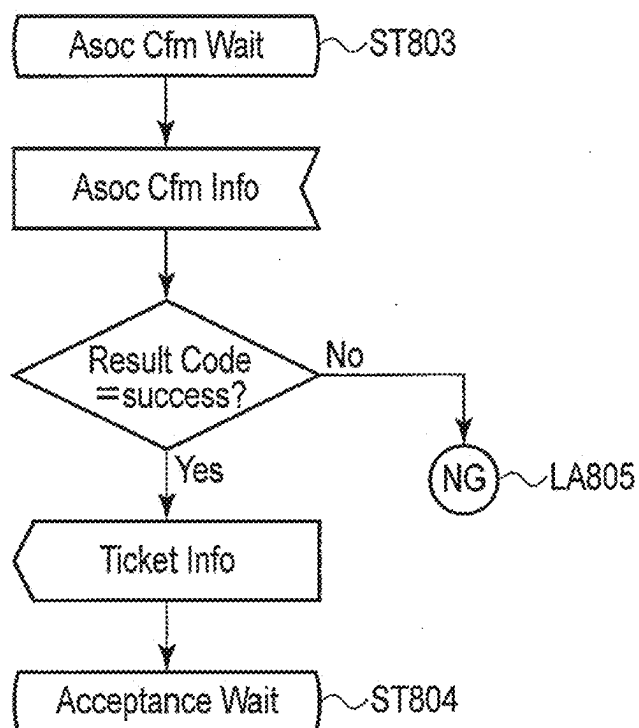 Asoc Cfm Wait
ST803
Asoc Cfm Info
Result Code
=success?
No
Yes
NG
LA805
Ticket Info
Acceptance Wait
ST804